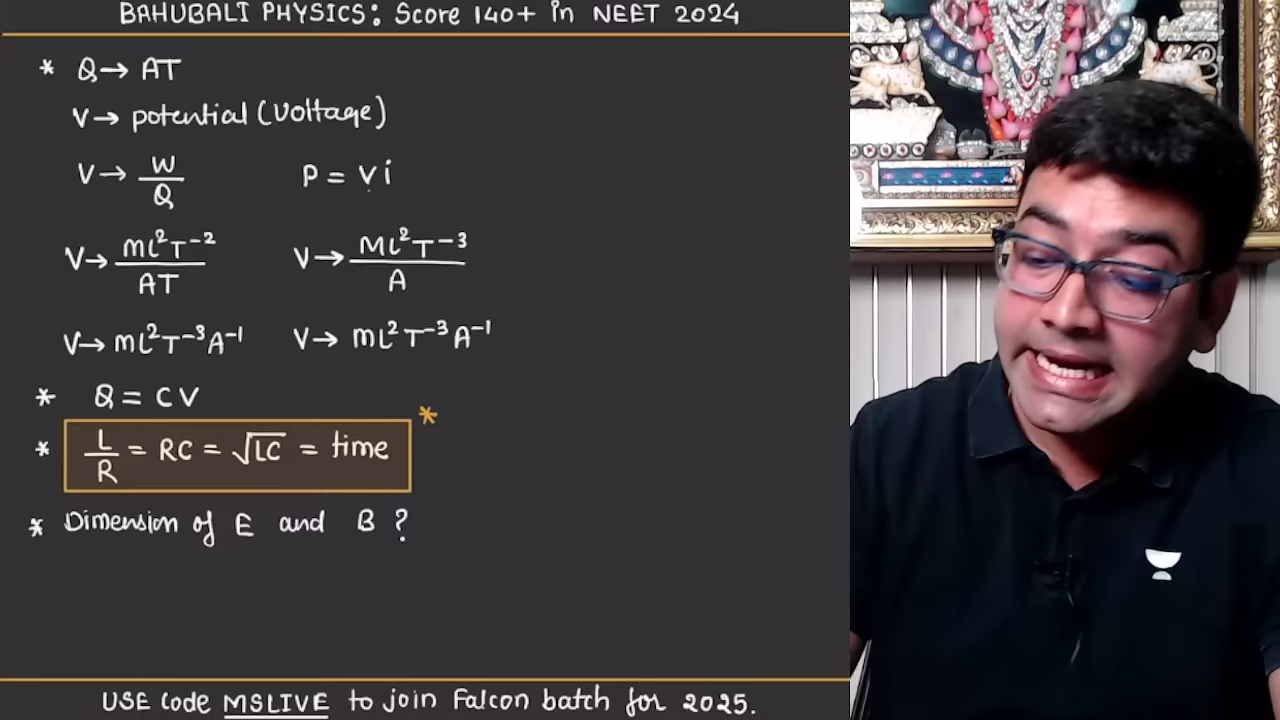 BAHUBALI PHYSICS: Score 140+ in NEET 2024
* Q→ AT
V→ potential (Voltage)
V→ W/Q P = Vi
V→ ML²T⁻²/AT V→ ML²T⁻³/A
V→ ML²T⁻³A⁻¹ V→ ML²T⁻³A⁻¹
* Q = CV
* L/R = RC = √LC = time *
* Dimension of E and B ?
USE Code MSLIVE to join Falcon batch for 2025.